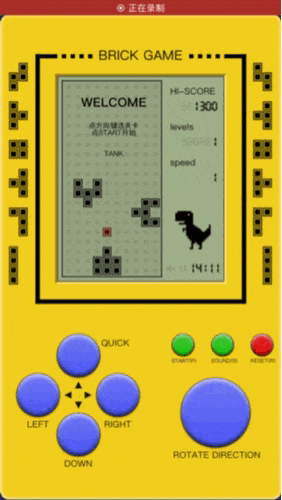 正在录制
BRICK GAME
HI-SCORE
1300
WELCOME
levels
1
点方向键选关卡
点START开始
speed
TANK
1
14:11
QUICK
START(P)
SOUND(S)
RESET(R)
LEFT
RIGHT
DOWN
ROTATE DIRECTION